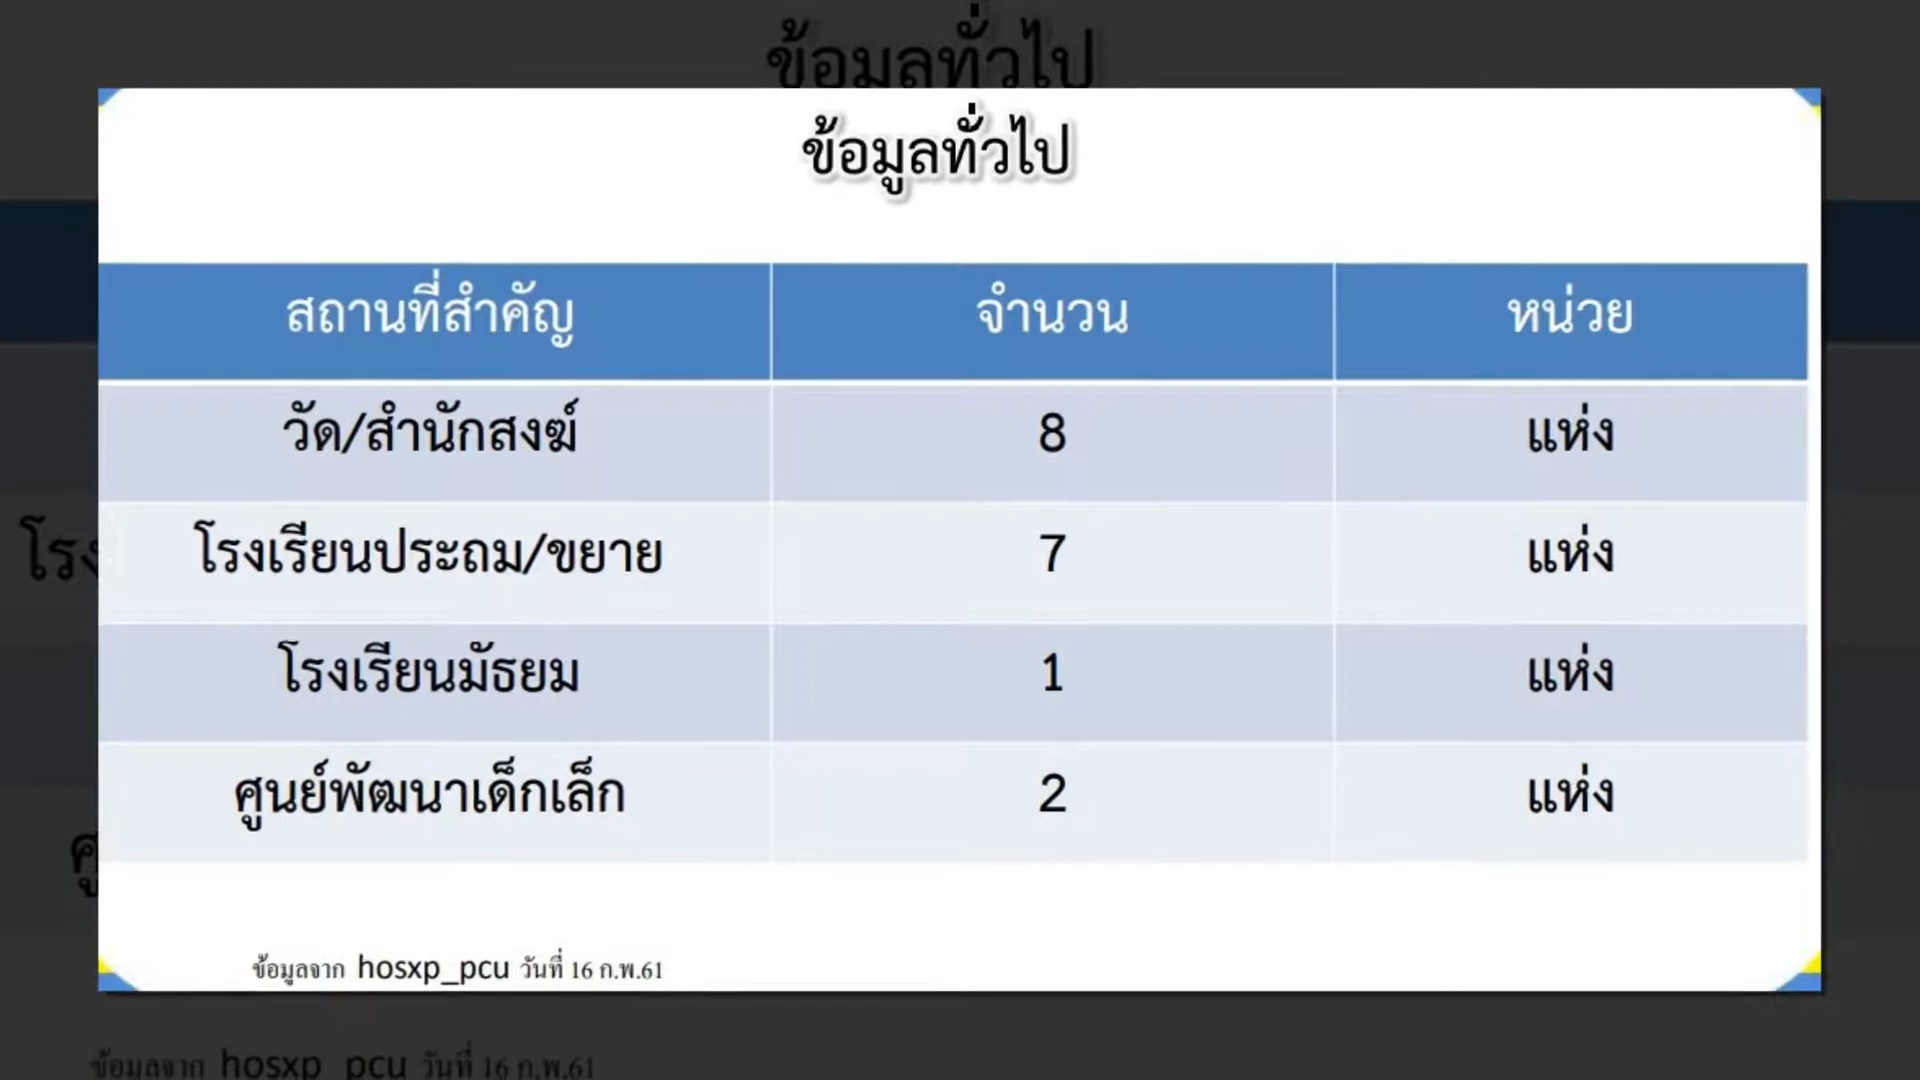 ข้อมูลทั่วไป
ข้อมูลทั่วไป
สถานที่สำคัญ จำนวน หน่วย
วัด/สำนักสงฆ์ 8 แห่ง
โรงเรียนประถม/ขยาย 7 แห่ง
โรงเรียนมัธยม 1 แห่ง
ศูนย์พัฒนาเด็กเล็ก 2 แห่ง
ข้อมูลจาก hosxp_pcu วันที่ 16 ก.พ.61
ข้อมูลจาก hosxp_pcu วันที่ 16 ก.พ.61